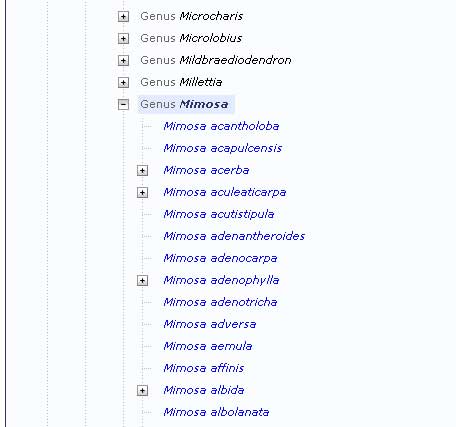 Genus Microcharis
Genus Microlobius
Genus Mildbraediodendron
Genus Millettia
Genus Mimosa
Mimosa acantholoba
Mimosa acapulcensis
Mimosa acerba
Mimosa aculeaticarpa
Mimosa acutistipula
Mimosa adenantheroides
Mimosa adenocarpa
Mimosa adenophylla
Mimosa adenotricha
Mimosa adversa
Mimosa aemula
Mimosa affinis
Mimosa albida
Mimosa albolanata